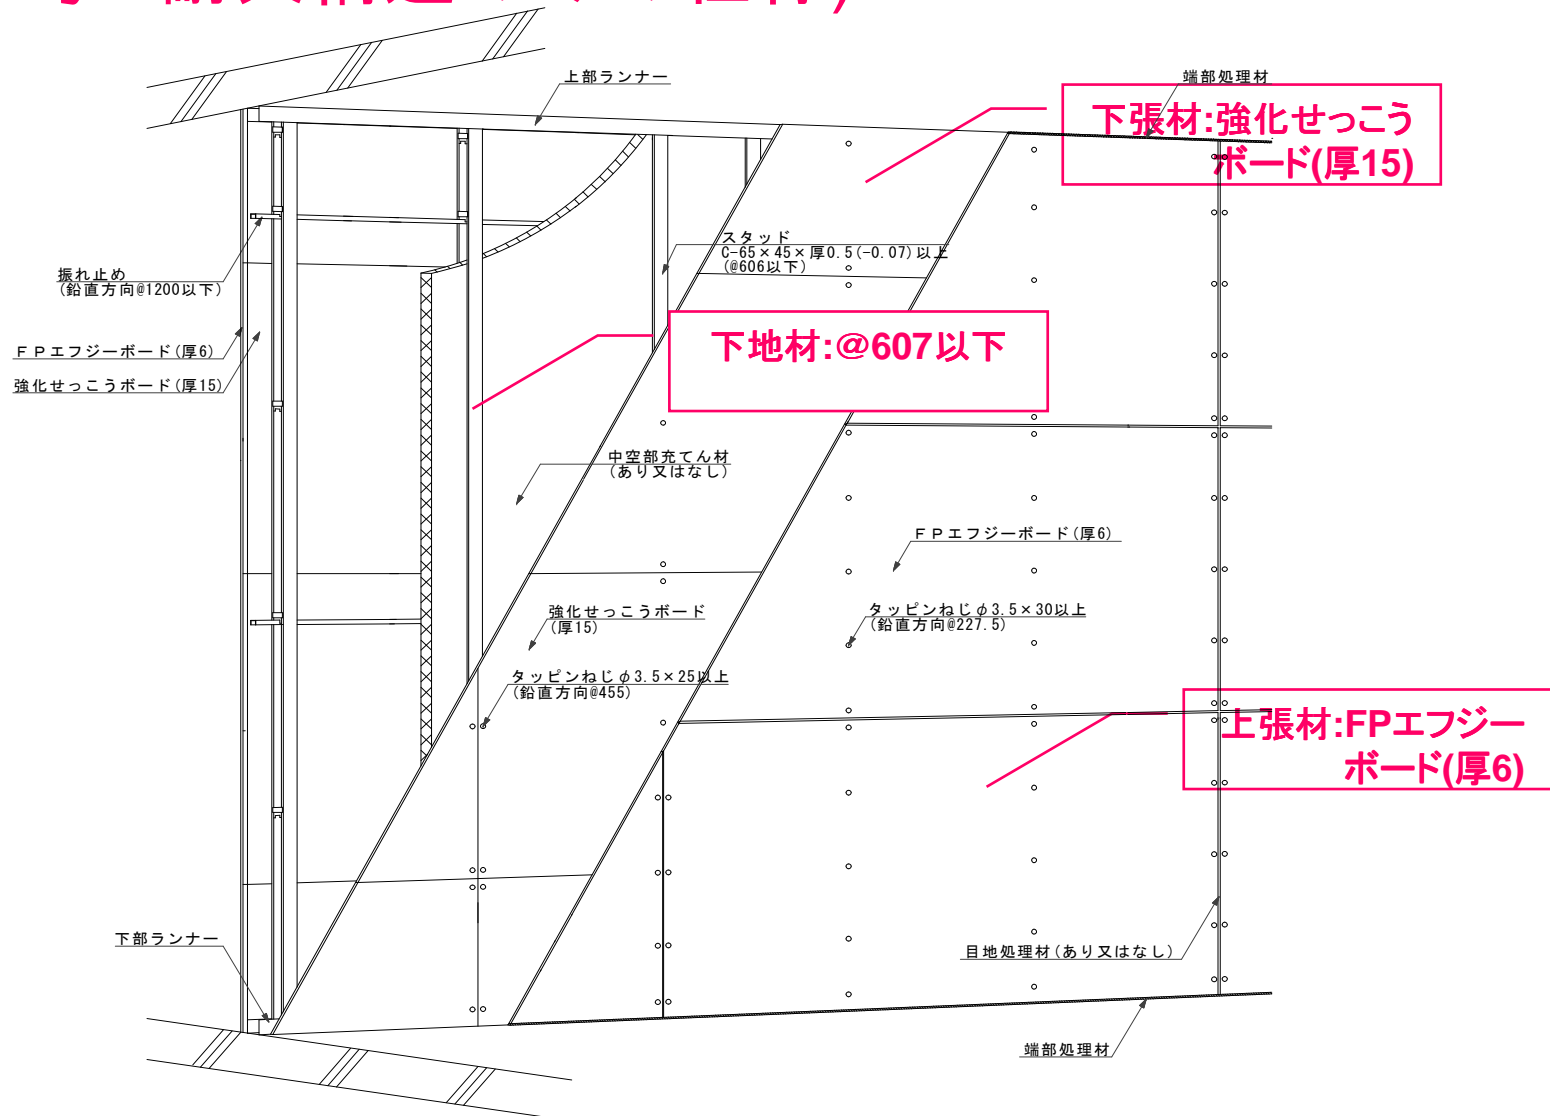 上部ランナー
端部処理材
下張材:強化せっこう
ボード(厚15)
スタッド
C-65×45×厚0.5(-0.07)以上
(@606以下)
振れ止め
(鉛直方向@1200以下)
下地材:@607以下
ＦＰエフジーボード(厚6)
強化せっこうボード(厚15)
中空部充てん材
(あり又はなし)
ＦＰエフジーボード(厚6)
強化せっこうボード
(厚15)
タッピンねじφ3.5×30以上
(鉛直方向@227.5)
タッピンねじφ3.5×25以上
(鉛直方向@455)
上張材:FPエフジー
ボード(厚6)
下部ランナー
目地処理材(あり又はなし)
端部処理材